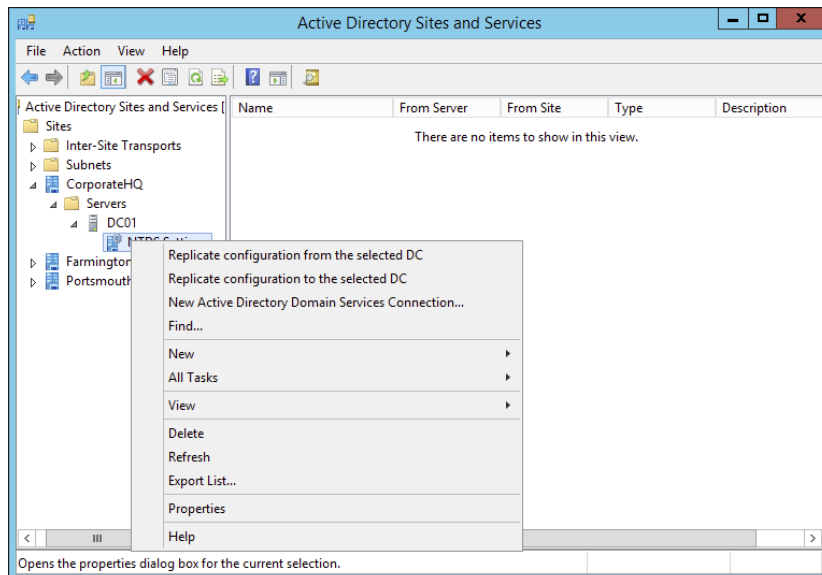 Active Directory Sites and Services
File Action View Help
Active Directory Sites and Services [
Name From Server From Site Type Description
Sites
There are no items to show in this view.
Inter-Site Transports
Subnets
CorporateHQ
Servers
DC01
Farmington
Portsmouth
Replicate configuration from the selected DC
Replicate configuration to the selected DC
New Active Directory Domain Services Connection...
Find...
New
All Tasks
View
Delete
Refresh
Export List...
Properties
Help
Opens the properties dialog box for the current selection.